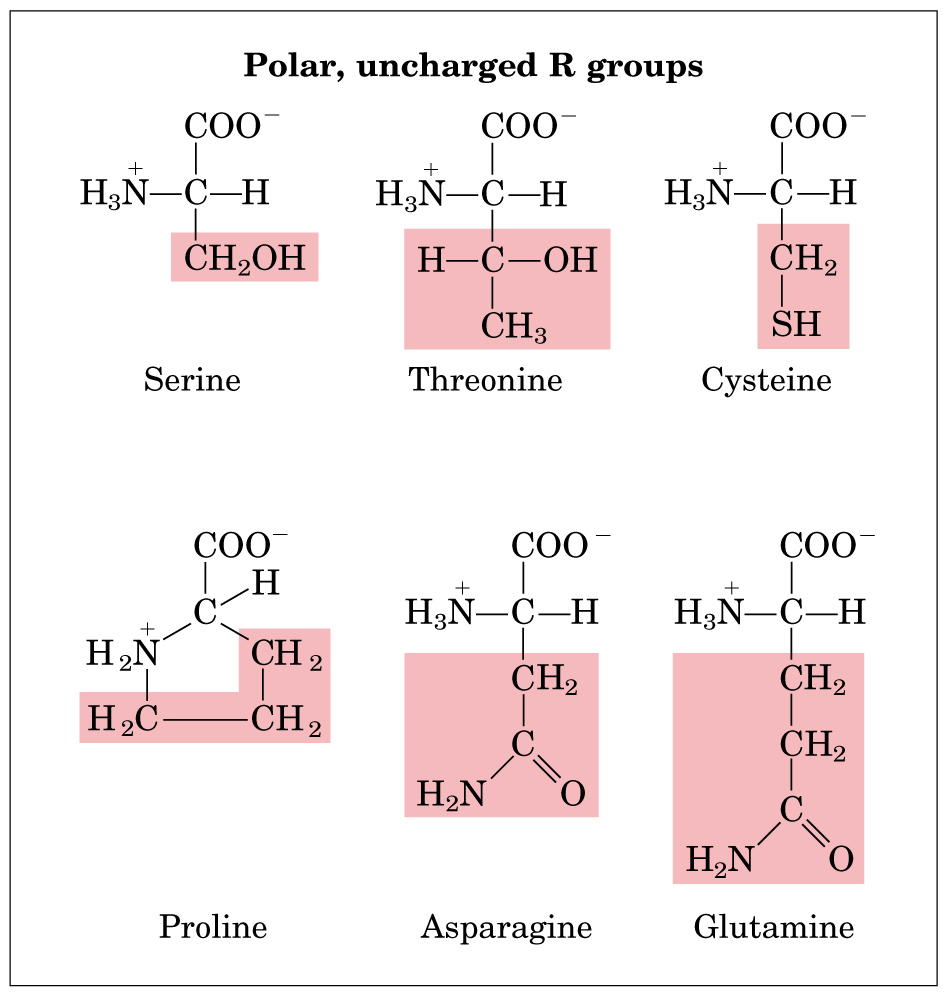 Polar, uncharged R groups
COO⁻ COO⁻ COO⁻
H₃N⁺—C—H H₃N⁺—C—H H₃N⁺—C—H
CH₂OH H—C—OH CH₂
CH₃ SH
Serine Threonine Cysteine
COO⁻ COO⁻ COO⁻
H
C H₃N⁺—C—H H₃N⁺—C—H
H₂N⁺ CH₂ CH₂ CH₂
H₂C—CH₂ C CH₂
H₂N O C
H₂N O
Proline Asparagine Glutamine